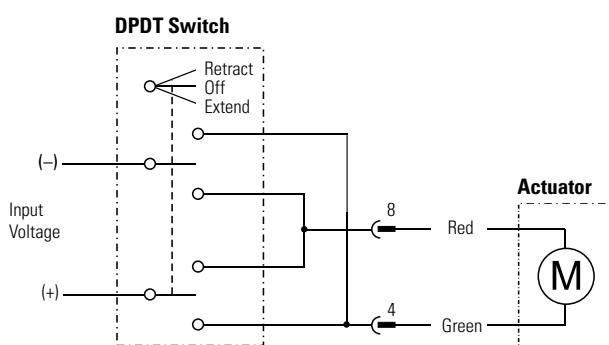 DPDT Switch
Retract
Off
Extend
(–)
Input
Voltage
(+)
8
Red
4
Green
Actuator
M